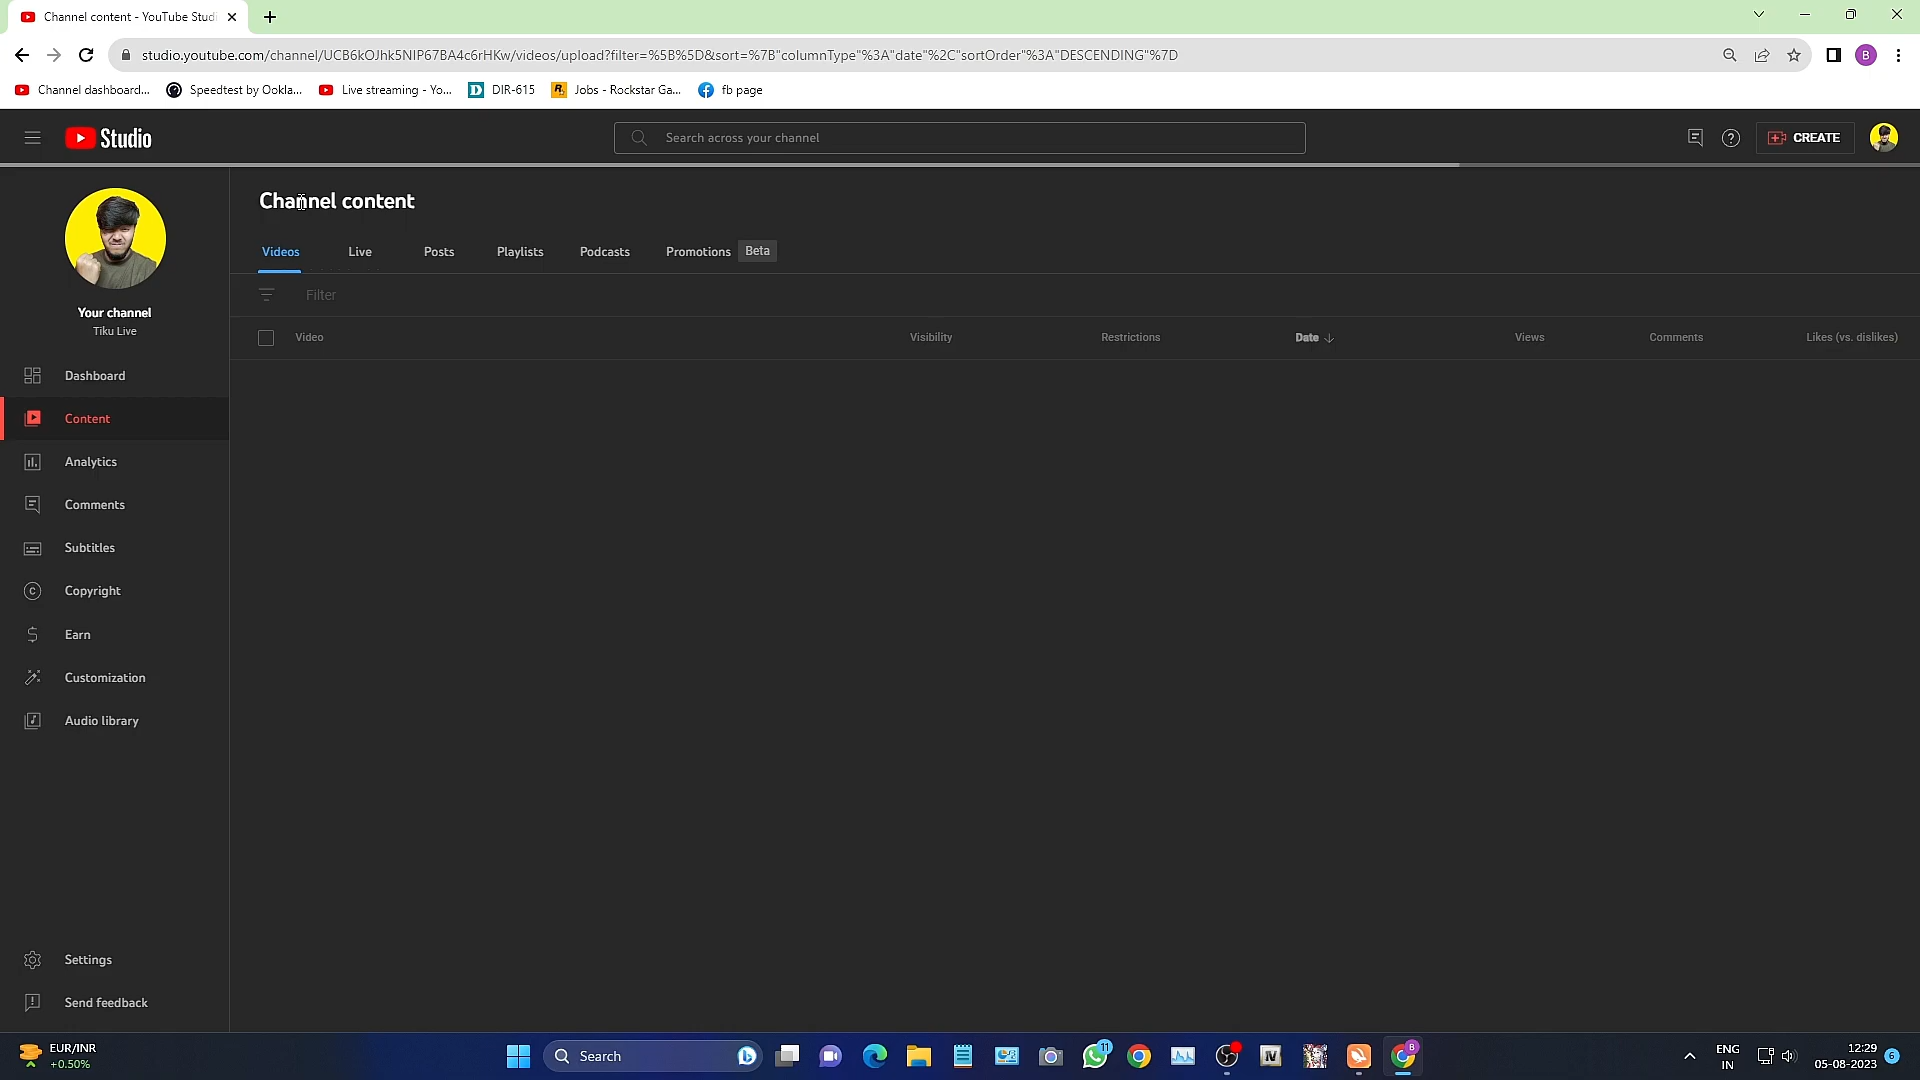 Channel content - YouTube Studi
studio.youtube.com/channel/UCB6kOJhk5NIP67BA4c6rHKw/videos/upload?filter=%5B%5D&sort=%7B"columnType"%3A"date"%2C"sortOrder"%3A"DESCENDING"%7D
B
Channel dashboard...
Speedtest by Ookla...
Live streaming - Yo...
D DIR-615
R Jobs - Rockstar Ga...
fb page
Studio
Search across your channel
CREATE
Channel content
Videos
Live
Posts
Playlists
Podcasts
Promotions Beta
Filter
Video
Visibility
Restrictions
Date
Views
Comments
Likes (vs. dislikes)
Your channel
Tiku Live
Dashboard
Content
Analytics
Comments
Subtitles
Copyright
Earn
Customization
Audio library
Settings
Send feedback
EUR/INR
+0.50%
Search
11
IV
B
ENG
IN
12:29
05-08-2023
6